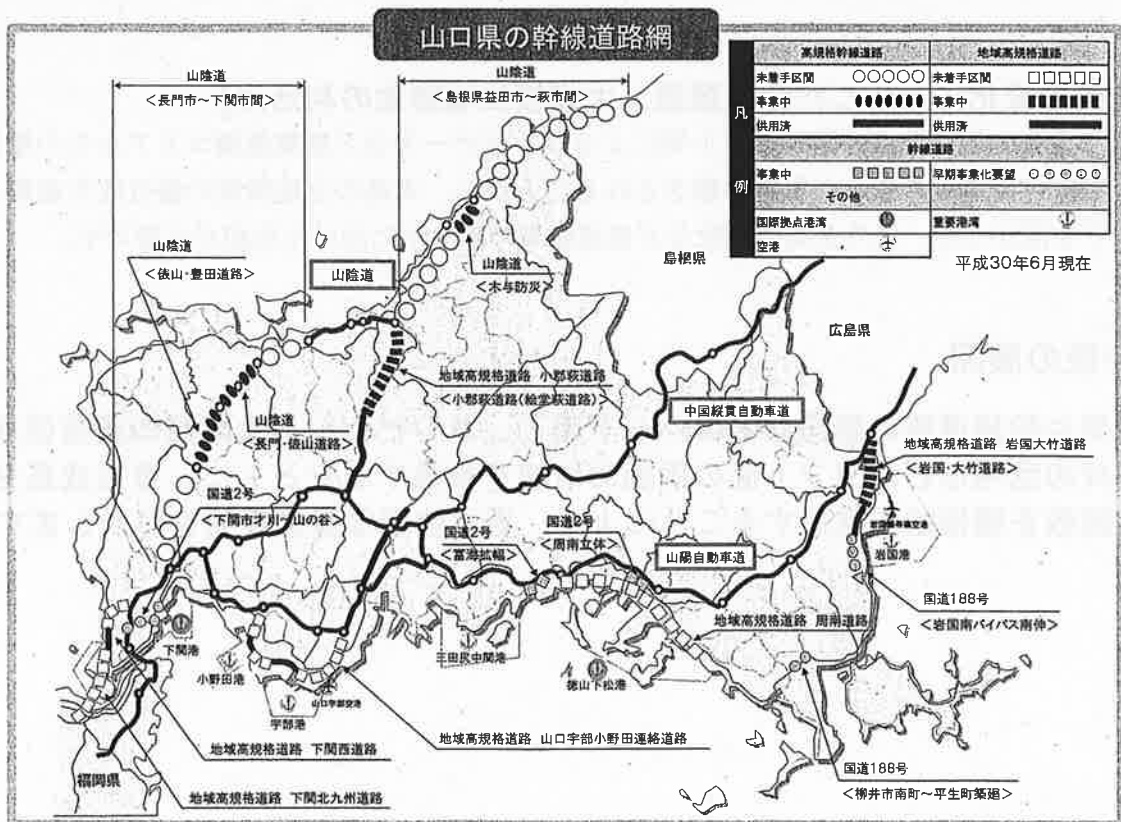 山口県の幹線道路網
凡例
高規格幹線道路
地域高規格道路
未着手区間
未着手区間
事業中
事業中
供用済
供用済
幹線道路
事業中
早期事業化要望
その他
国際拠点港湾
重要港湾
空港
平成30年6月現在
山陰道
<長門市～下関市間>
山陰道
<島根県益田市～萩市間>
山陰道
<俵山・豊田道路>
山陰道
山陰道
<木与防災>
島根県
広島県
地域高規格道路 小郡萩道路
<小郡萩道路(絵堂萩道路)>
山陰道
<長門・俵山道路>
中国縦貫自動車道
地域高規格道路 岩国大竹道路
<岩国・大竹道路>
国道2号
<下関市才川～山の谷>
国道2号
<富海拡幅>
国道2号
<周南立体>
山陽自動車道
岩国錦帯橋空港
岩国港
国道188号
<岩国南バイパス南伸>
地域高規格道路 周南道路
下関港
小野田港
宇部港
山口宇部空港
三田尻中関港
徳山下松港
地域高規格道路 山口宇部小野田連絡道路
地域高規格道路 下関西道路
福岡県
地域高規格道路 下関北九州道路
国道188号
<柳井市南町～平生町築廻>